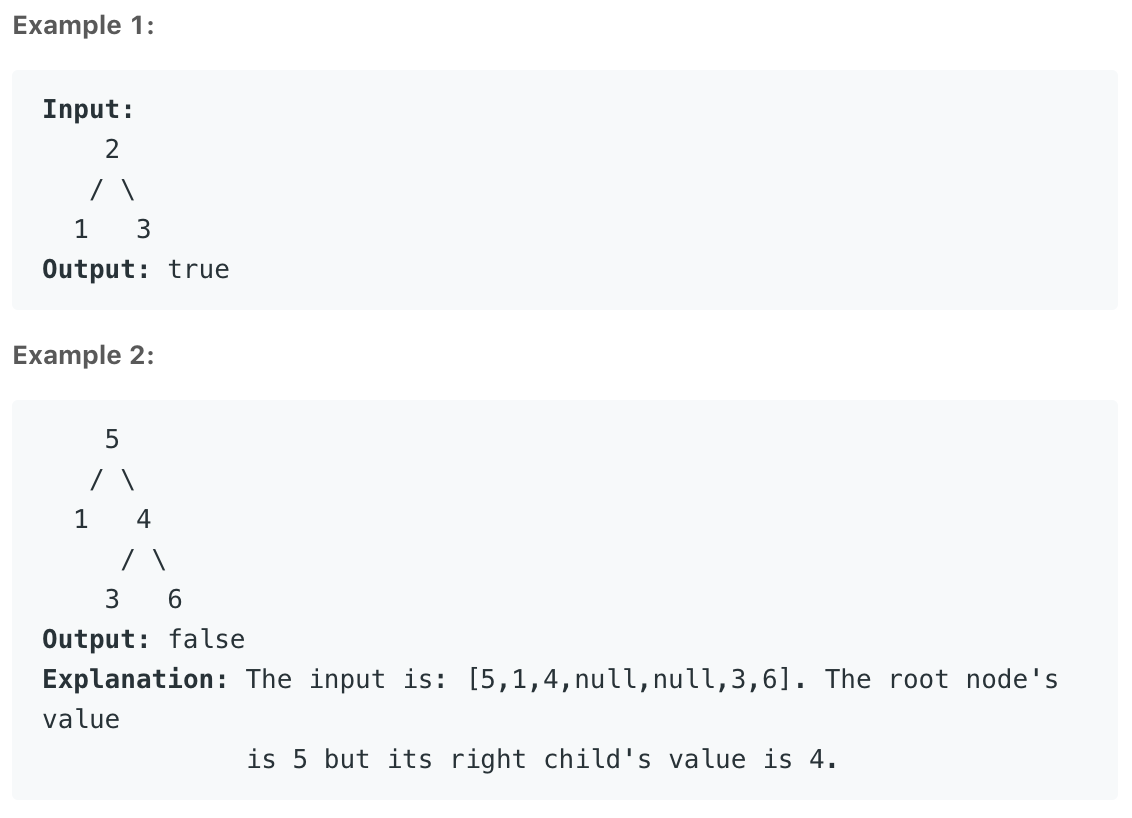 Example 1:
Input:
    2
   / \
  1   3
Output: true
Example 2:
    5
   / \
  1   4
     / \
    3   6
Output: false
Explanation: The input is: [5,1,4,null,null,3,6]. The root node's
value
             is 5 but its right child's value is 4.